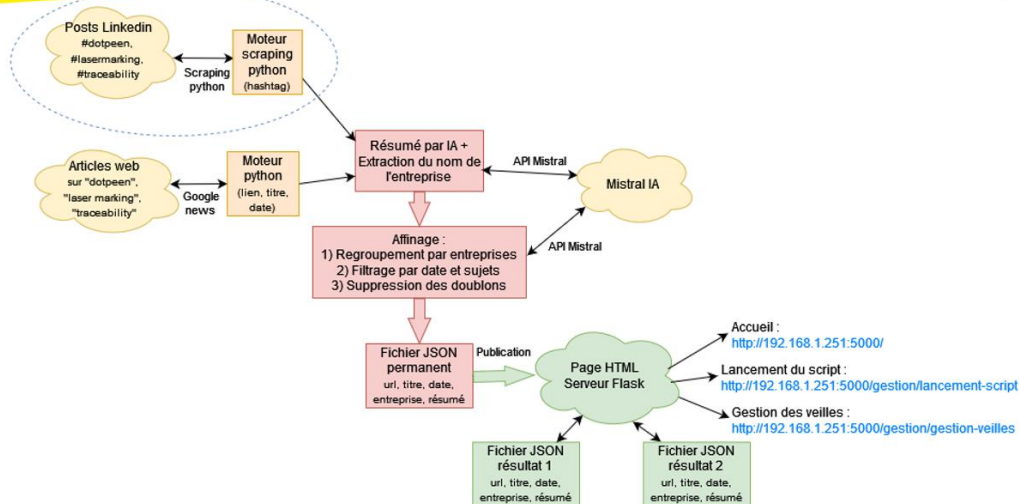 Posts Linkedin
#dotpeen,
#lasermarking,
#traceability
Scraping
python
Moteur
scraping
python
(hashtag)
Articles web
sur "dotpeen",
"laser marking",
"traceability"
Google
news
Moteur
python
(lien, titre,
date)
Résumé par IA +
Extraction du nom de
l'entreprise
API Mistral
Mistral IA
Affinage :
1) Regroupement par entreprises
2) Filtrage par date et sujets
3) Suppression des doublons
API Mistral
Fichier JSON
permanent
url, titre, date,
entreprise, résumé
Publication
Page HTML
Serveur Flask
Accueil :
http://192.168.1.251:5000/
Lancement du script :
http://192.168.1.251:5000/gestion/lancement-script
Gestion des veilles :
http://192.168.1.251:5000/gestion/gestion-veilles
Fichier JSON
résultat 1
url, titre, date,
entreprise, résumé
Fichier JSON
résultat 2
url, titre, date,
entreprise, résumé